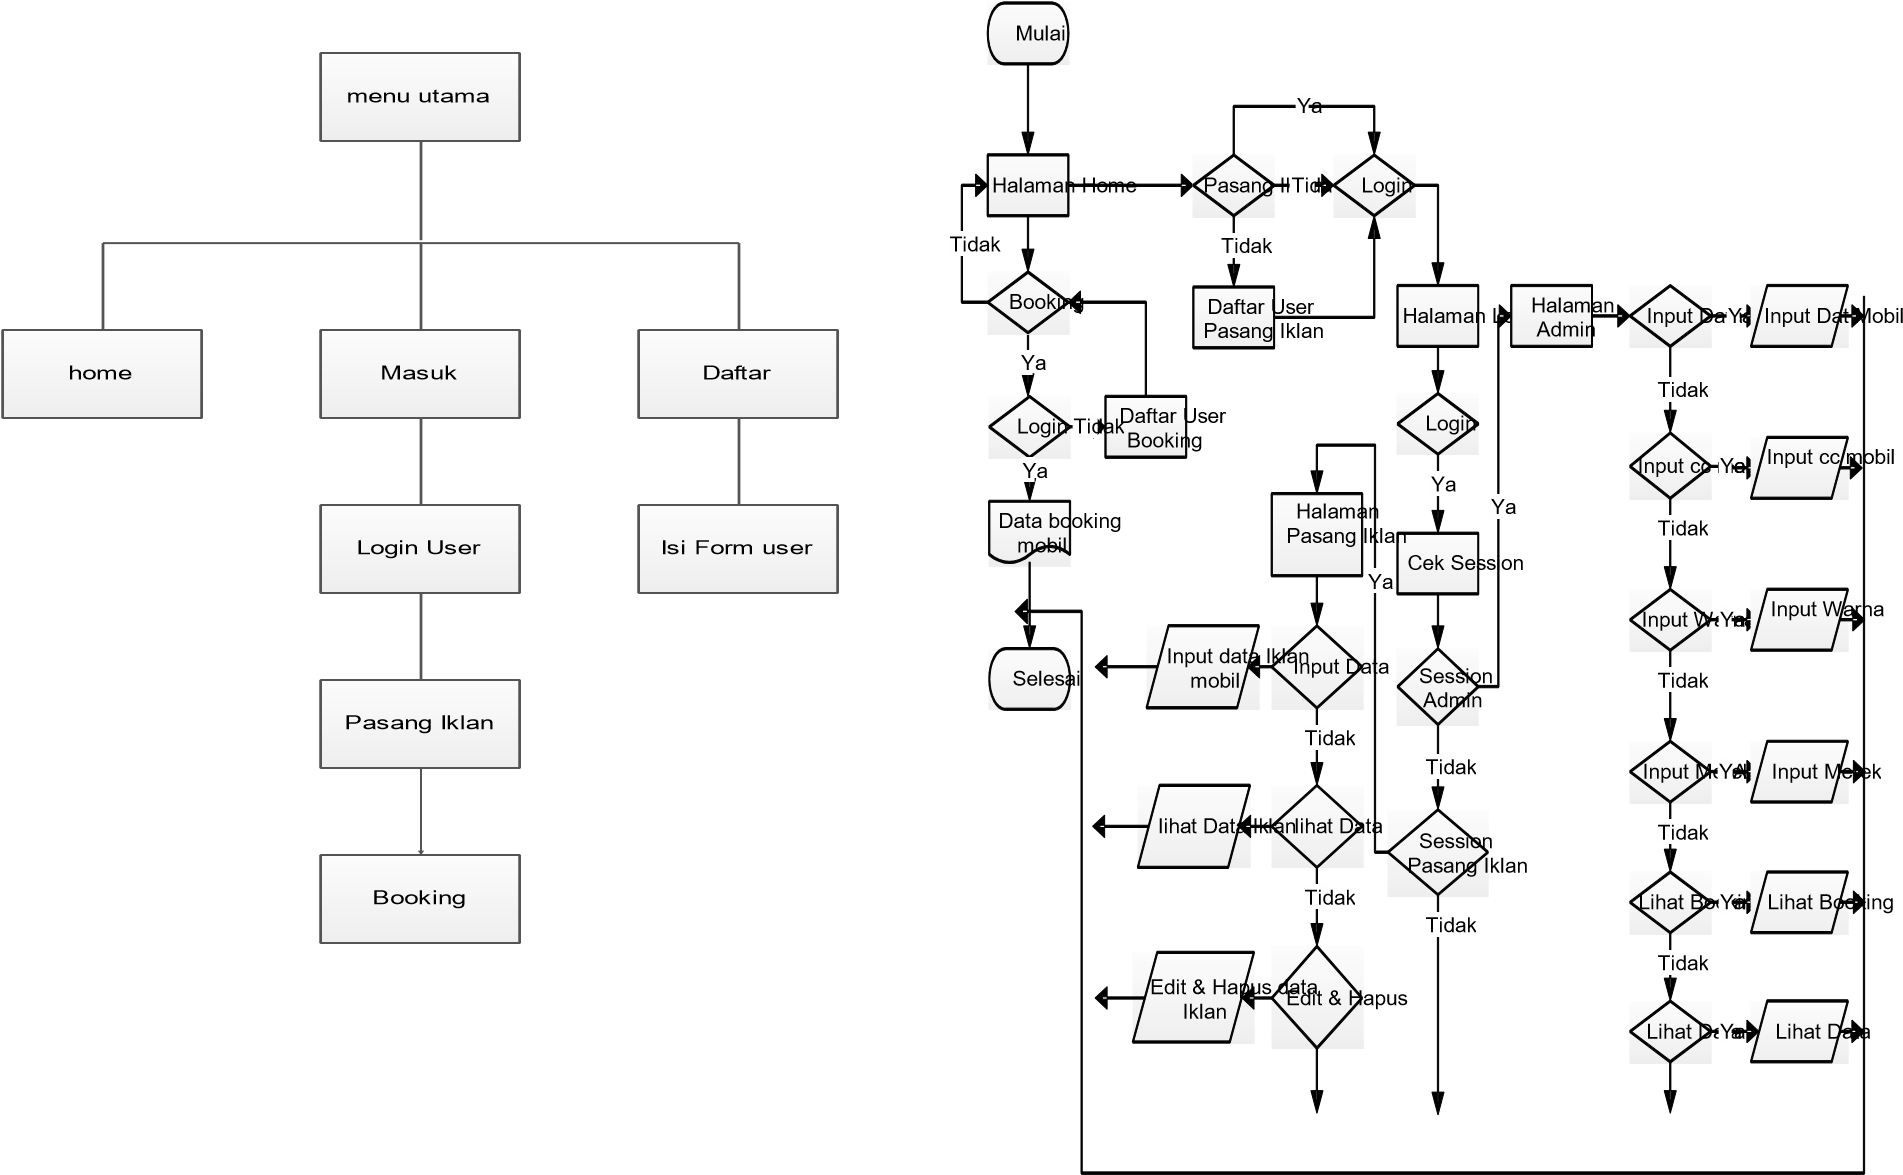 menu utama
home
Masuk
Daftar
Login User
Isi Form user
Pasang Iklan
Booking
Mulai
Ya
Halaman Home
Pasang
Login
Tidak
Tidak
Booking
Daftar User
Pasang Iklan
Halaman
Halaman
Admin
Input
Ya
Input Data Mobil
Ya
Tidak
Login
Tidak
Daftar User
Booking
Login
Ya
Ya
Input cc
Ya
Input cc mobil
Data booking
mobil
Halaman
Pasang Iklan
Ya
Tidak
Cek Session
Ya
Input
Ya
Input Warna
Selesai
Input data Iklan
mobil
Input Data
Session
Admin
Tidak
Tidak
Tidak
Input
Ya
Input Merek
lihat Data Iklan
lihat Data
Session
Pasang Iklan
Tidak
Tidak
Tidak
Lihat
Ya
Lihat Booking
Tidak
Edit & Hapus data
Iklan
Edit & Hapus
Lihat
Ya
Lihat Data